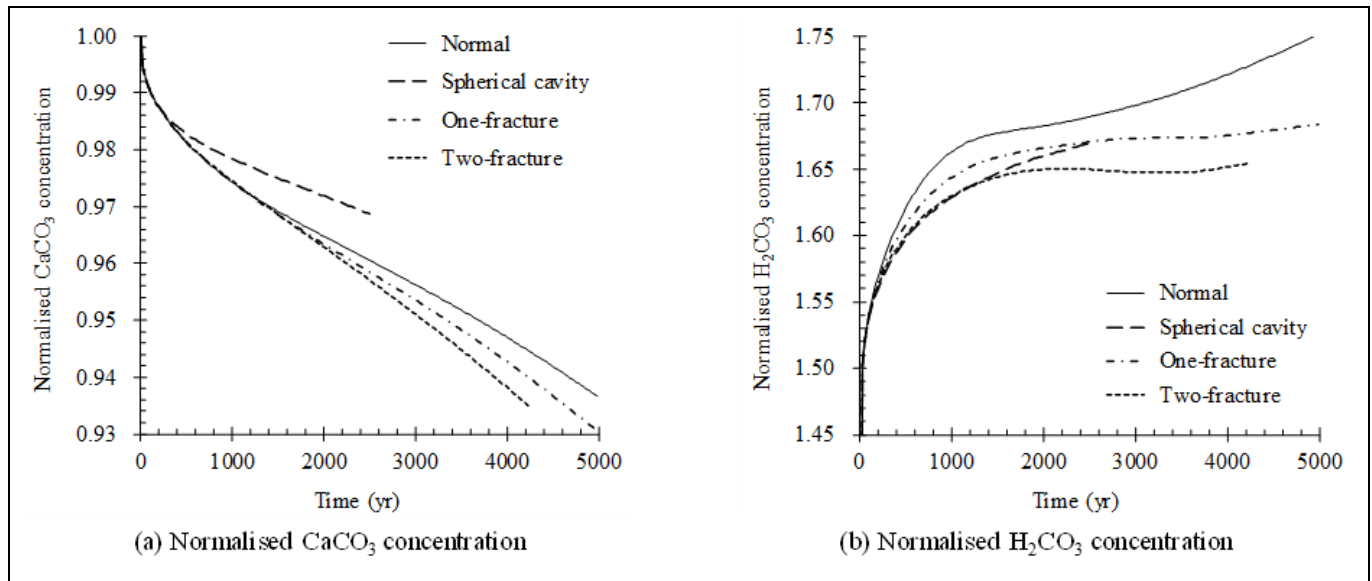 1.00
0.99
0.98
0.97
0.96
0.95
0.94
0.93
Normalised CaCO₃ concentration
Normal
Spherical cavity
One-fracture
Two-fracture
0 1000 2000 3000 4000 5000
Time (yr)
(a) Normalised CaCO₃ concentration
1.75
1.70
1.65
1.60
1.55
1.50
1.45
Normalised H₂CO₃ concentration
Normal
Spherical cavity
One-fracture
Two-fracture
0 1000 2000 3000 4000 5000
Time (yr)
(b) Normalised H₂CO₃ concentration